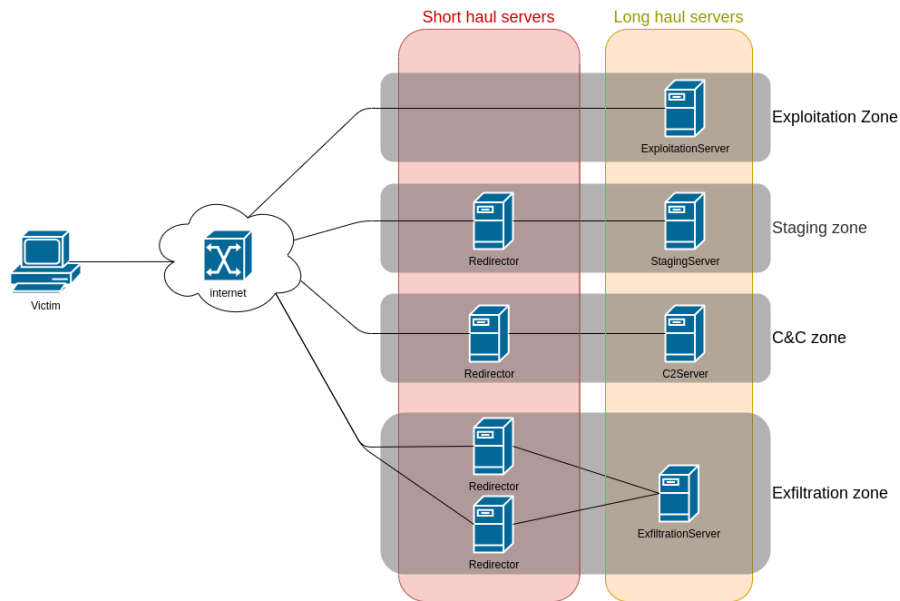 Short haul servers
Long haul servers
ExploitationServer
Exploitation Zone
Redirector
StagingServer
Staging zone
Victim
internet
Redirector
C2Server
C&C zone
Redirector
Redirector
ExfiltrationServer
Exfiltration zone